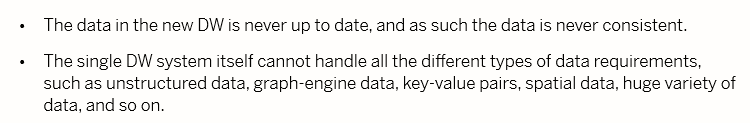 • The data in the new DW is never up to date, and as such the data is never consistent.
• The single DW system itself cannot handle all the different types of data requirements,
such as unstructured data, graph-engine data, key-value pairs, spatial data, huge variety of
data, and so on.